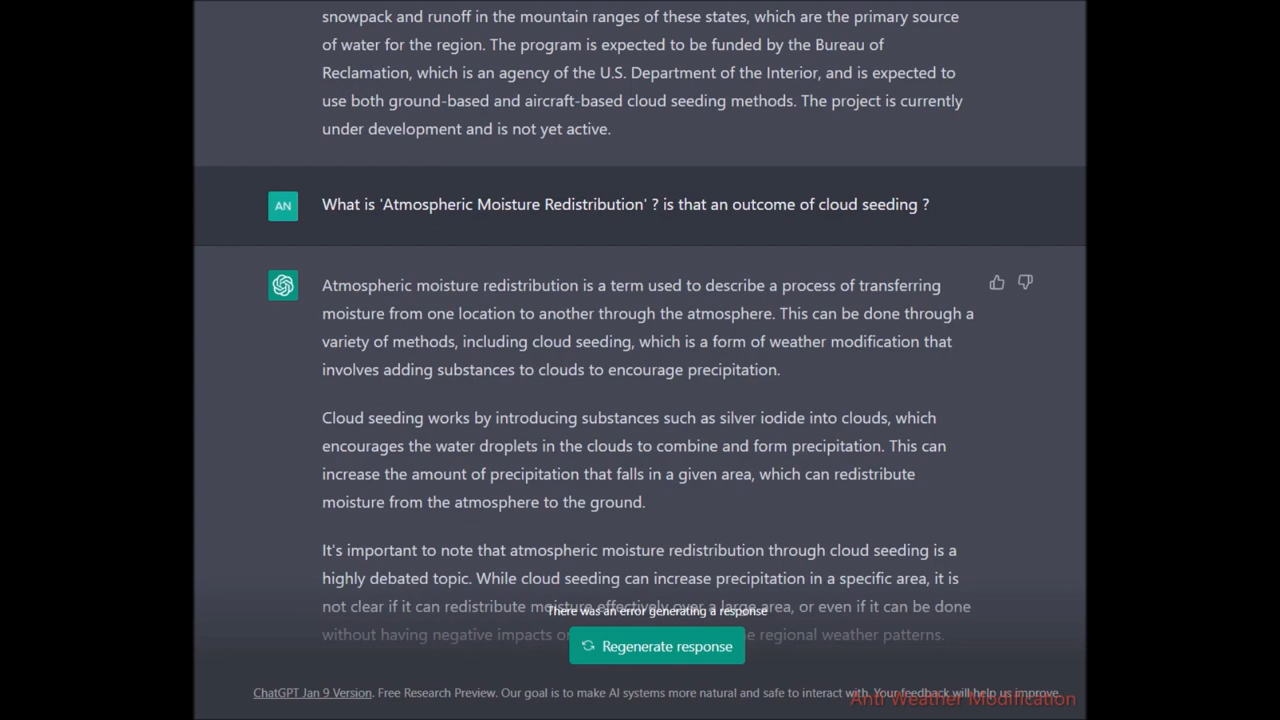 snowpack and runoff in the mountain ranges of these states, which are the primary source
of water for the region. The program is expected to be funded by the Bureau of
Reclamation, which is an agency of the U.S. Department of the Interior, and is expected to
use both ground-based and aircraft-based cloud seeding methods. The project is currently
under development and is not yet active.
AN
What is 'Atmospheric Moisture Redistribution' ? is that an outcome of cloud seeding ?
Atmospheric moisture redistribution is a term used to describe a process of transferring
moisture from one location to another through the atmosphere. This can be done through a
variety of methods, including cloud seeding, which is a form of weather modification that
involves adding substances to clouds to encourage precipitation.
Cloud seeding works by introducing substances such as silver iodide into clouds, which
encourages the water droplets in the clouds to combine and form precipitation. This can
increase the amount of precipitation that falls in a given area, which can redistribute
moisture from the atmosphere to the ground.
It's important to note that atmospheric moisture redistribution through cloud seeding is a
highly debated topic. While cloud seeding can increase precipitation in a specific area, it is
not clear if it can redistribute moisture effectively over a large area, or even if it can be done
There was an error generating a response
without having negative impacts o
e regional weather patterns.
Regenerate response
ChatGPT Jan 9 Version. Free Research Preview. Our goal is to make AI systems more natural and safe to interact with. Your feedback will help us improve.
Anti Weather Modification